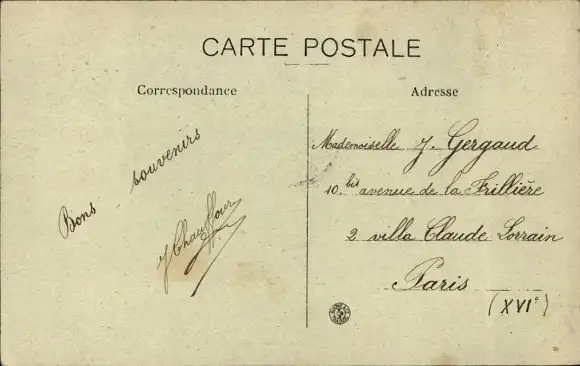 CARTE POSTALE
Correspondance
Adresse
Bons souvenirs
Mademoiselle J. Gergaud
10 bis avenue de la Frillière
2 villa Claude Lorrain
Paris
(XVIe)